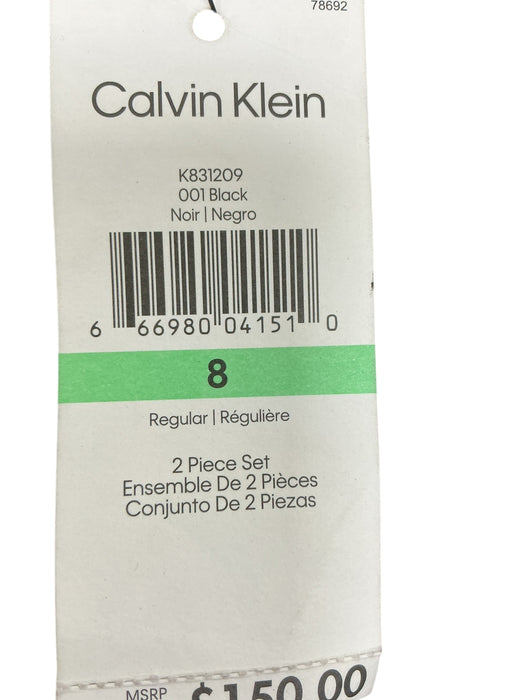 78692
Calvin Klein
K831209
001 Black
Noir | Negro
6 66980 04151 0
8
Regular | Régulière
2 Piece Set
Ensemble De 2 Pièces
Conjunto De 2 Piezas
MSRP $150.00